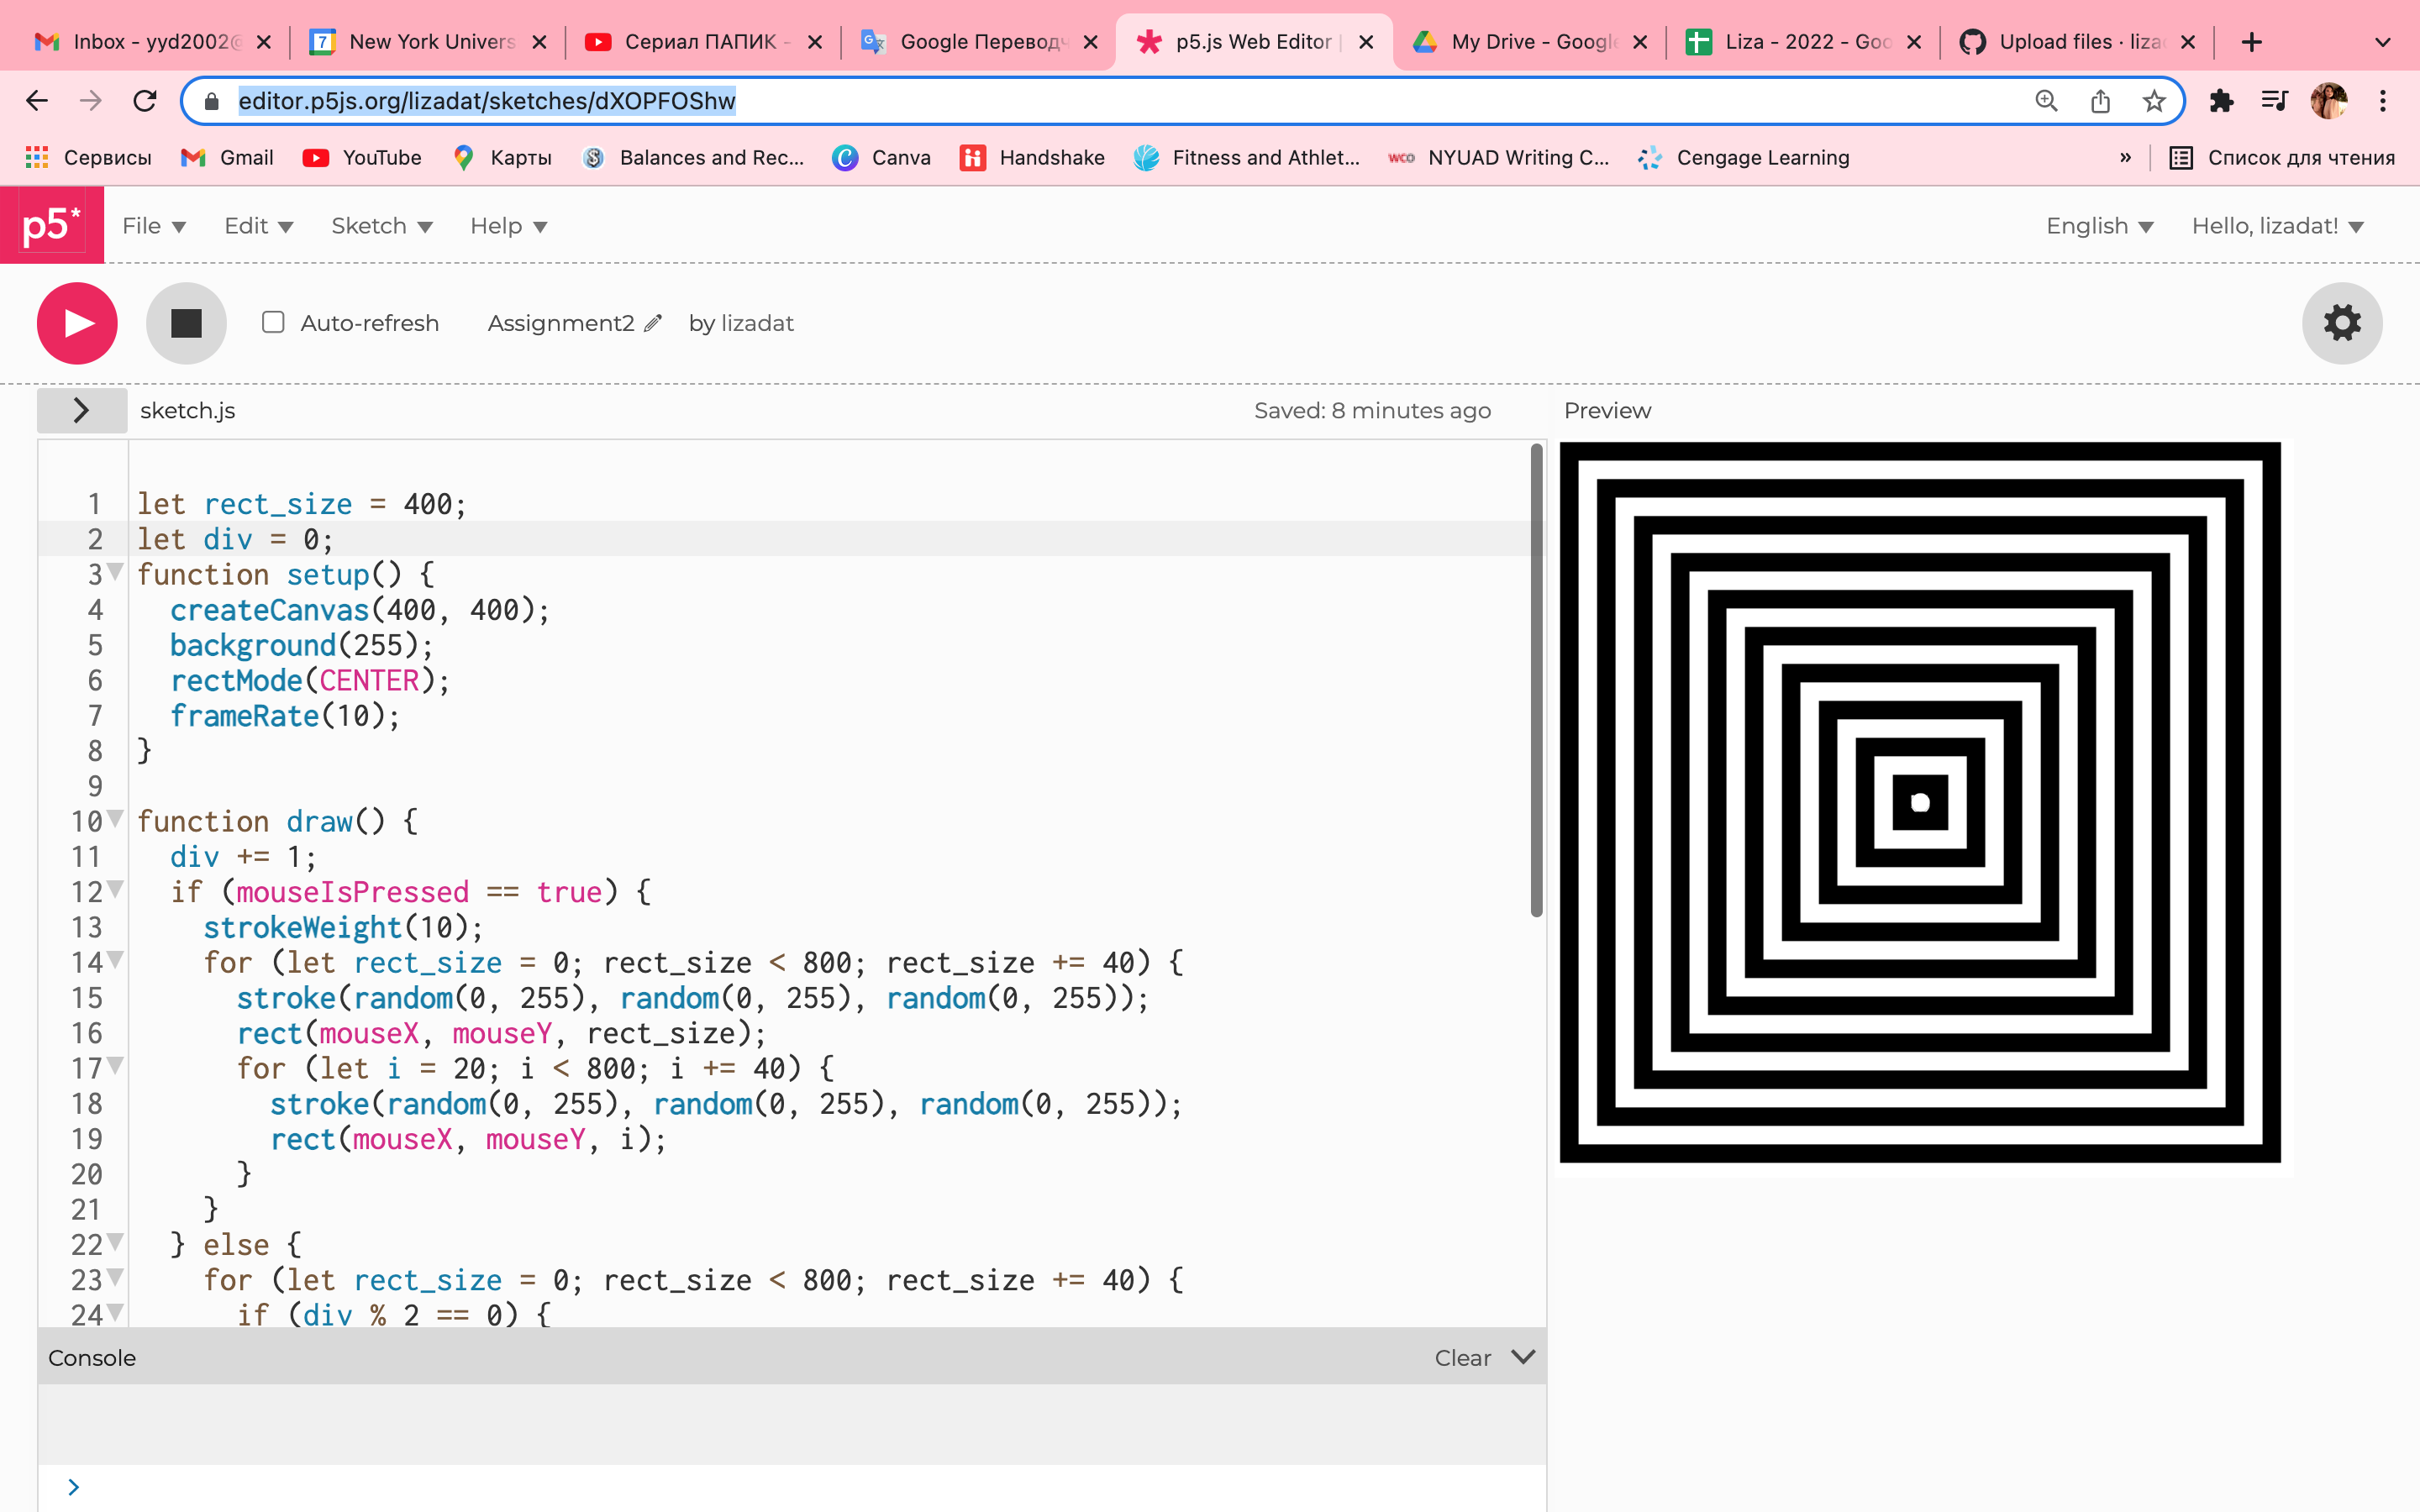 Inbox - yyd2002@ New York Univers Сериал ПАПИК - Google Переводч p5.js Web Editor My Drive - Google Liza - 2022 - Goo Upload files · liza
editor.p5js.org/lizadat/sketches/dXOPFOShw
Сервисы Gmail YouTube Карты Balances and Rec... Canva Handshake Fitness and Athlet... WCO NYUAD Writing C... Cengage Learning » Список для чтения
p5* File Edit Sketch Help English Hello, lizadat!
Auto-refresh Assignment2 by lizadat
sketch.js Saved: 8 minutes ago Preview
1 let rect_size = 400;
2 let div = 0;
3 function setup() {
4 createCanvas(400, 400);
5 background(255);
6 rectMode(CENTER);
7 frameRate(10);
8 }
9
10 function draw() {
11 div += 1;
12 if (mouseIsPressed == true) {
13 strokeWeight(10);
14 for (let rect_size = 0; rect_size < 800; rect_size += 40) {
15 stroke(random(0, 255), random(0, 255), random(0, 255));
16 rect(mouseX, mouseY, rect_size);
17 for (let i = 20; i < 800; i += 40) {
18 stroke(random(0, 255), random(0, 255), random(0, 255));
19 rect(mouseX, mouseY, i);
20 }
21 }
22 } else {
23 for (let rect_size = 0; rect_size < 800; rect_size += 40) {
24 if (div % 2 == 0) {
Console Clear
>